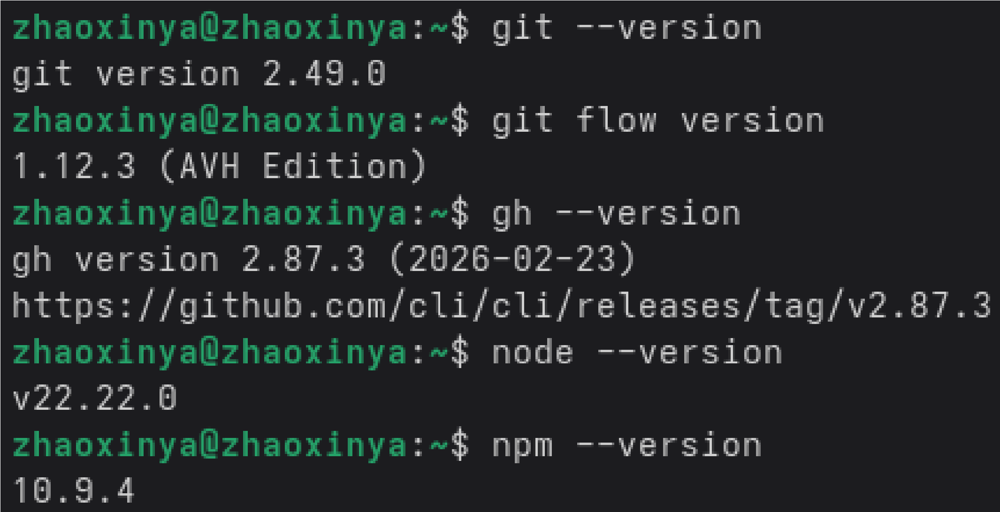 zhaoxinya@zhaoxinya:~$ git --version
git version 2.49.0
zhaoxinya@zhaoxinya:~$ git flow version
1.12.3 (AVH Edition)
zhaoxinya@zhaoxinya:~$ gh --version
gh version 2.87.3 (2026-02-23)
https://github.com/cli/cli/releases/tag/v2.87.3
zhaoxinya@zhaoxinya:~$ node --version
v22.22.0
zhaoxinya@zhaoxinya:~$ npm --version
10.9.4